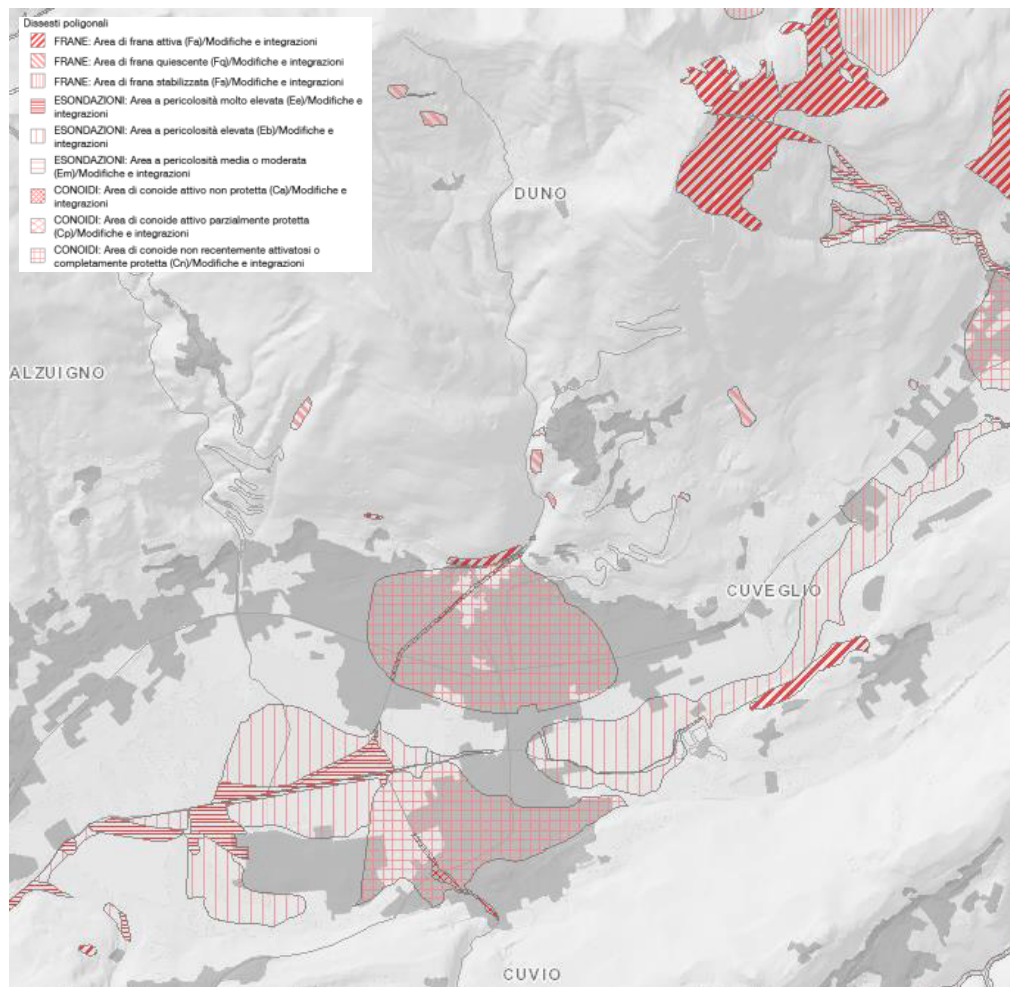 Dissesti poligonali
FRANE: Area di frana attiva (Fa)/Modifiche e integrazioni
FRANE: Area di frana quiescente (Fq)/Modifiche e integrazioni
FRANE: Area di frana stabilizzata (Fs)/Modifiche e integrazioni
ESONDAZIONI: Area a pericolosità molto elevata (Ee)/Modifiche e
integrazioni
ESONDAZIONI: Area a pericolosità elevata (Eb)/Modifiche e
integrazioni
ESONDAZIONI: Area a pericolosità media o moderata
(Em)/Modifiche e integrazioni
CONOIDI: Area di conoide attivo non protetta (Ca)/Modifiche e
integrazioni
CONOIDI: Area di conoide attivo parzialmente protetta
(Cp)/Modifiche e integrazioni
CONOIDI: Area di conoide non recentemente attivatosi o
completamente protetta (Cn)/Modifiche e integrazioni
DUNO
ALZUIGNO
CUVEGLIO
CUVIO